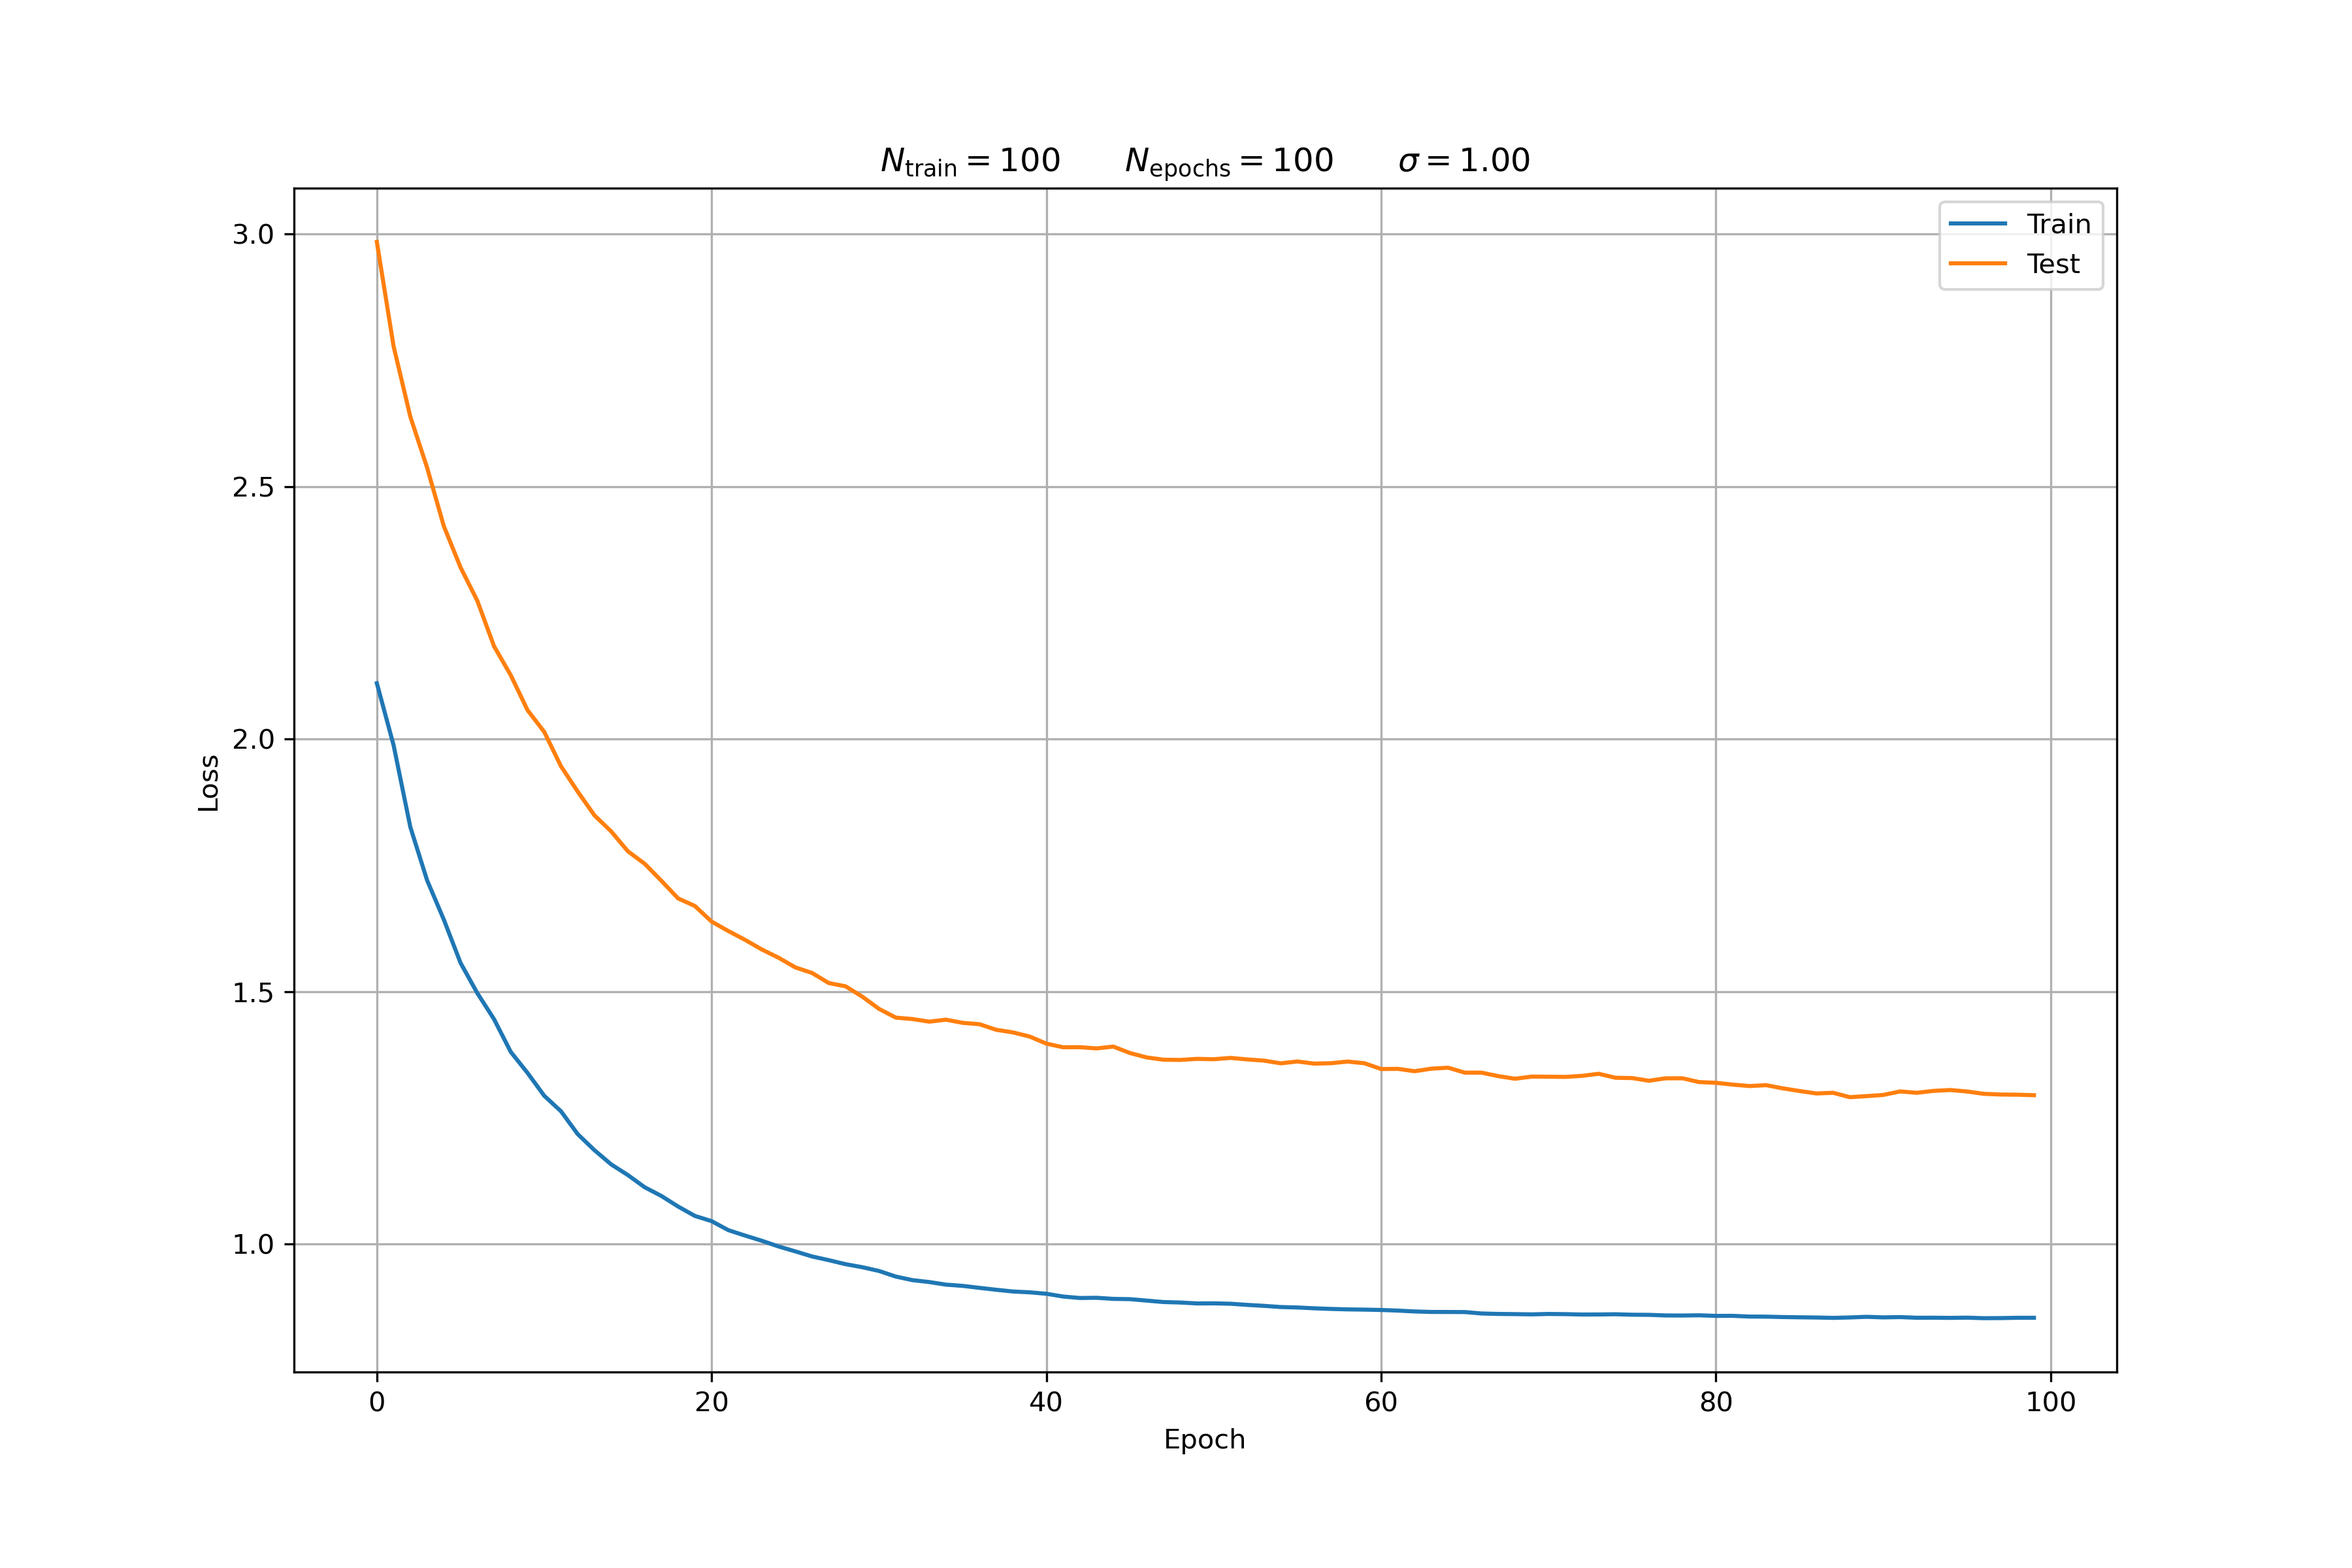 N_train = 100 N_epochs = 100 σ = 1.00
Train
Test
3.0
2.5
2.0
1.5
1.0
Loss
0 20 40 60 80 100
Epoch